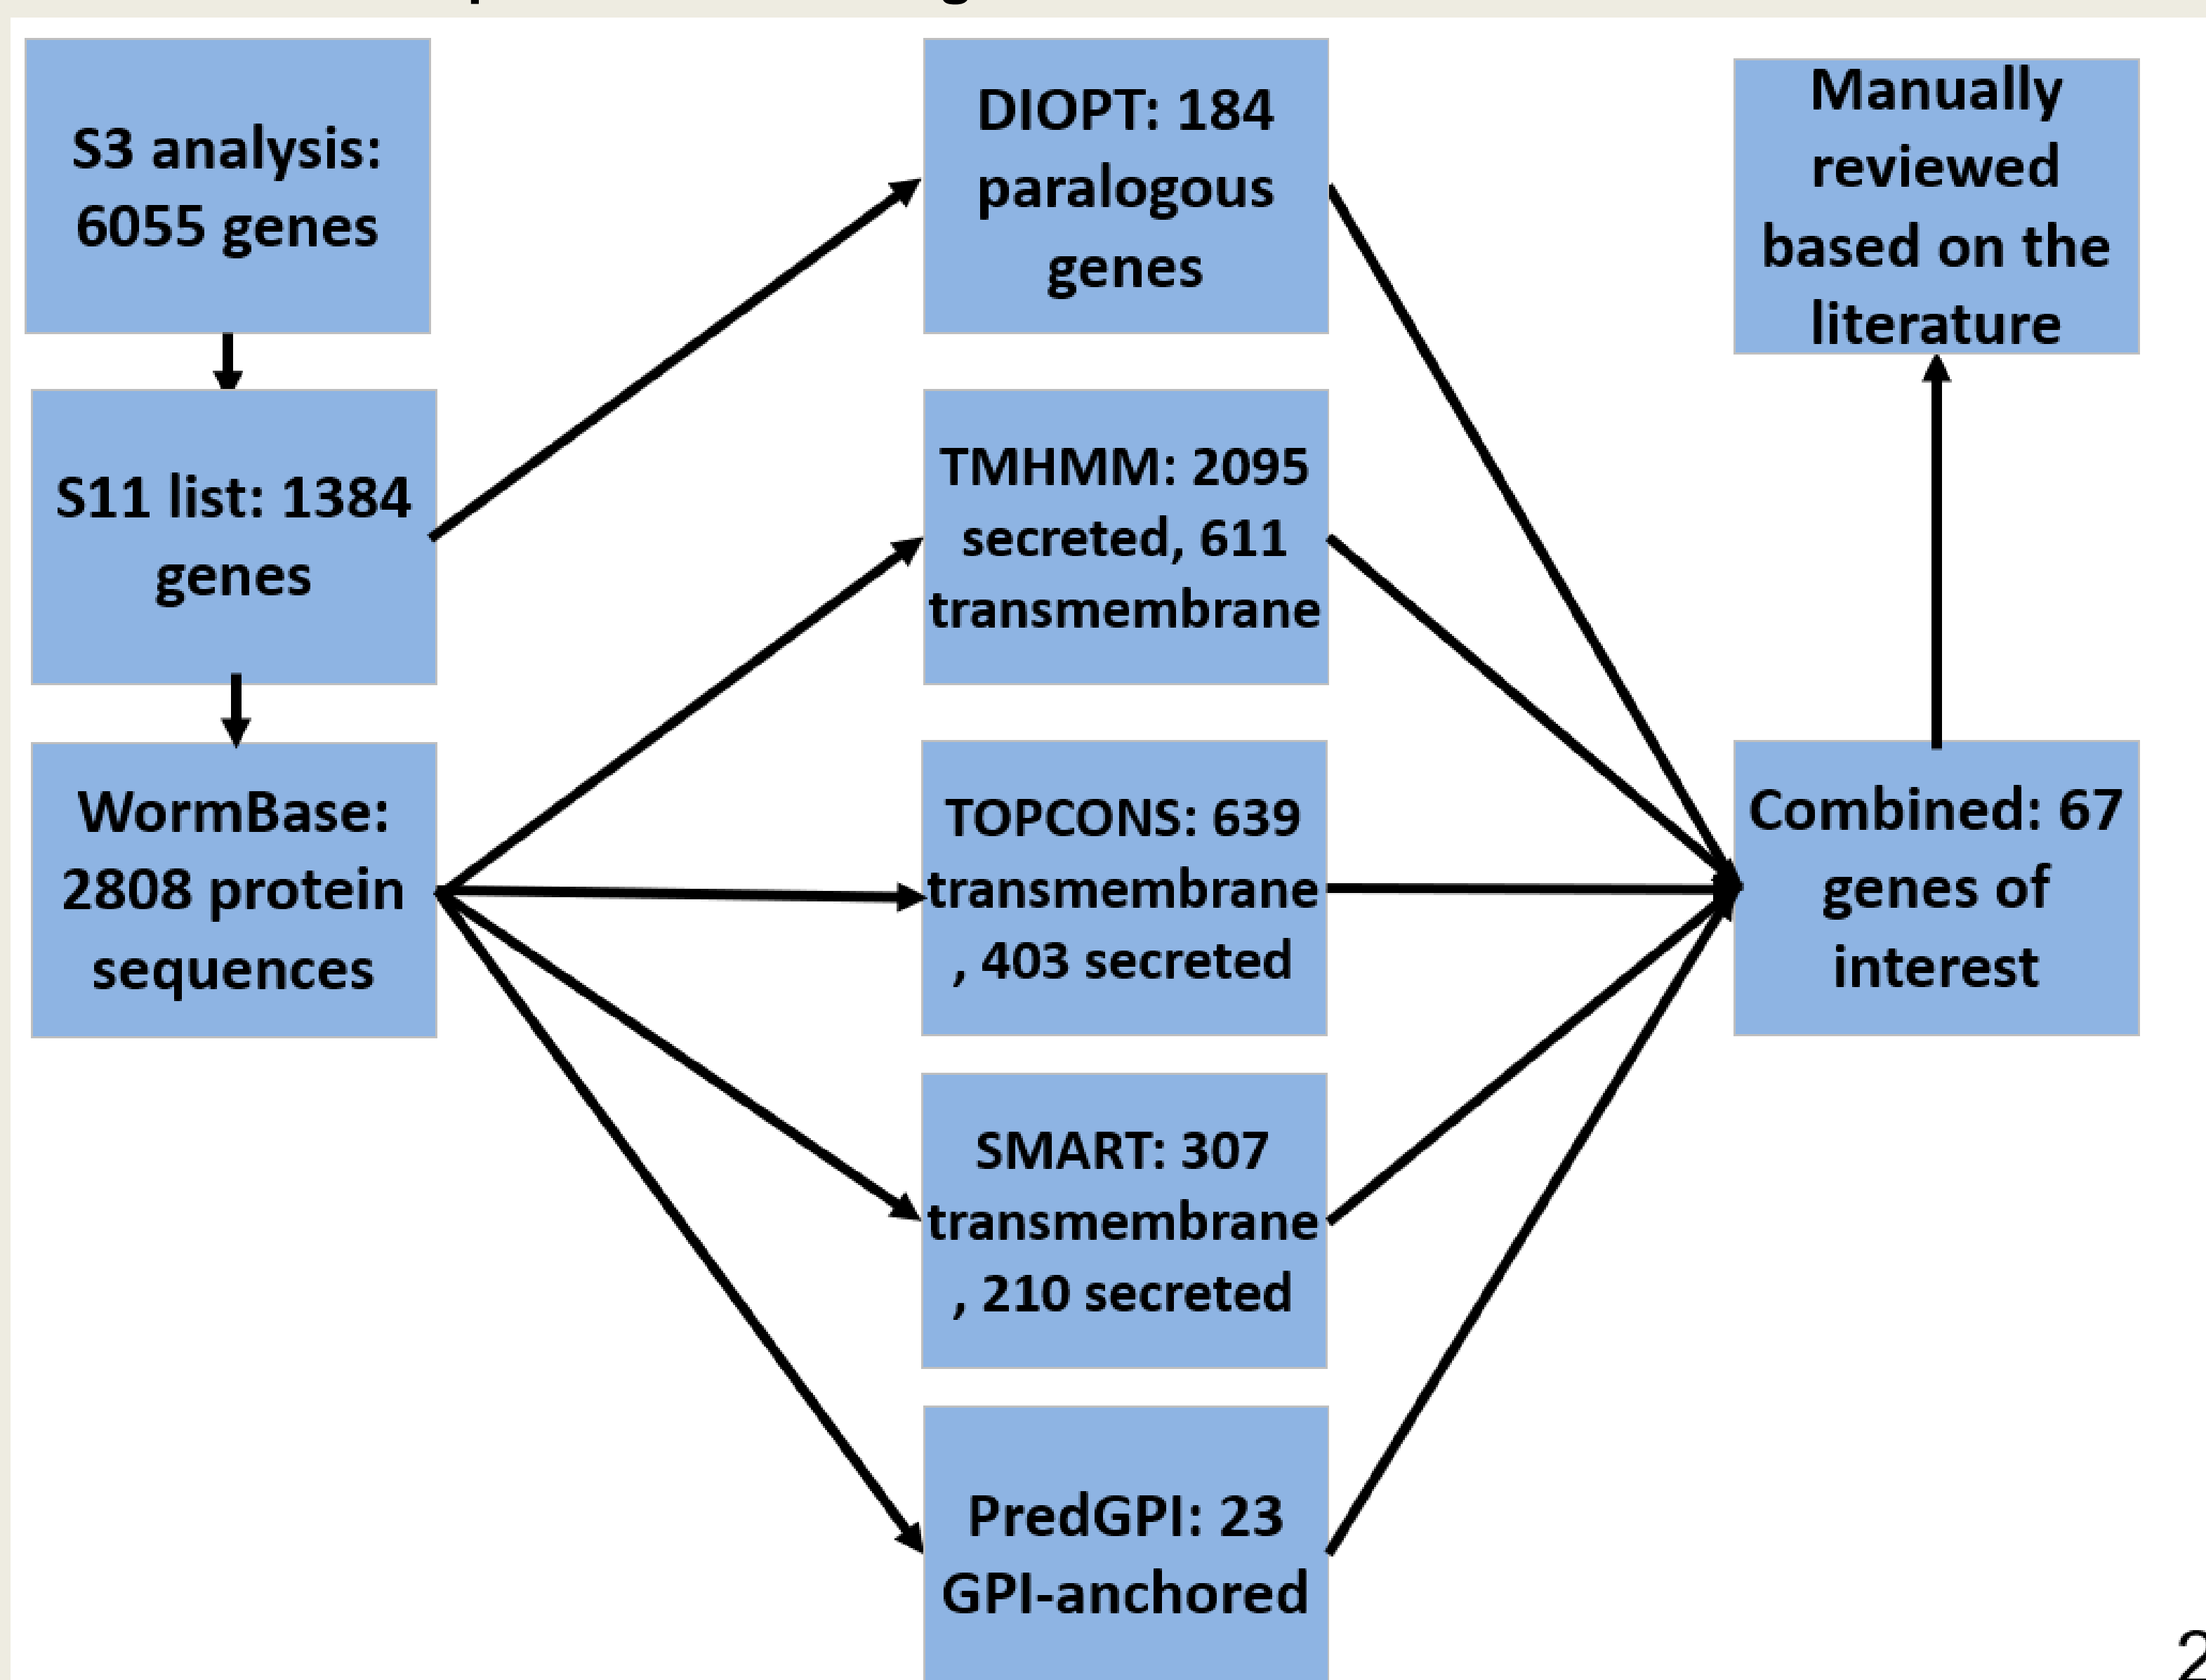 S3 analysis:
6055 genes
S11 list: 1384
genes
WormBase:
2808 protein
sequences
DIOPT: 184
paralogous
genes
TMHMM: 2095
secreted, 611
transmembrane
TOPCONS: 639
transmembrane
, 403 secreted
SMART: 307
transmembrane
, 210 secreted
PredGPI: 23
GPI-anchored
Manually
reviewed
based on the
literature
Combined: 67
genes of
interest
2